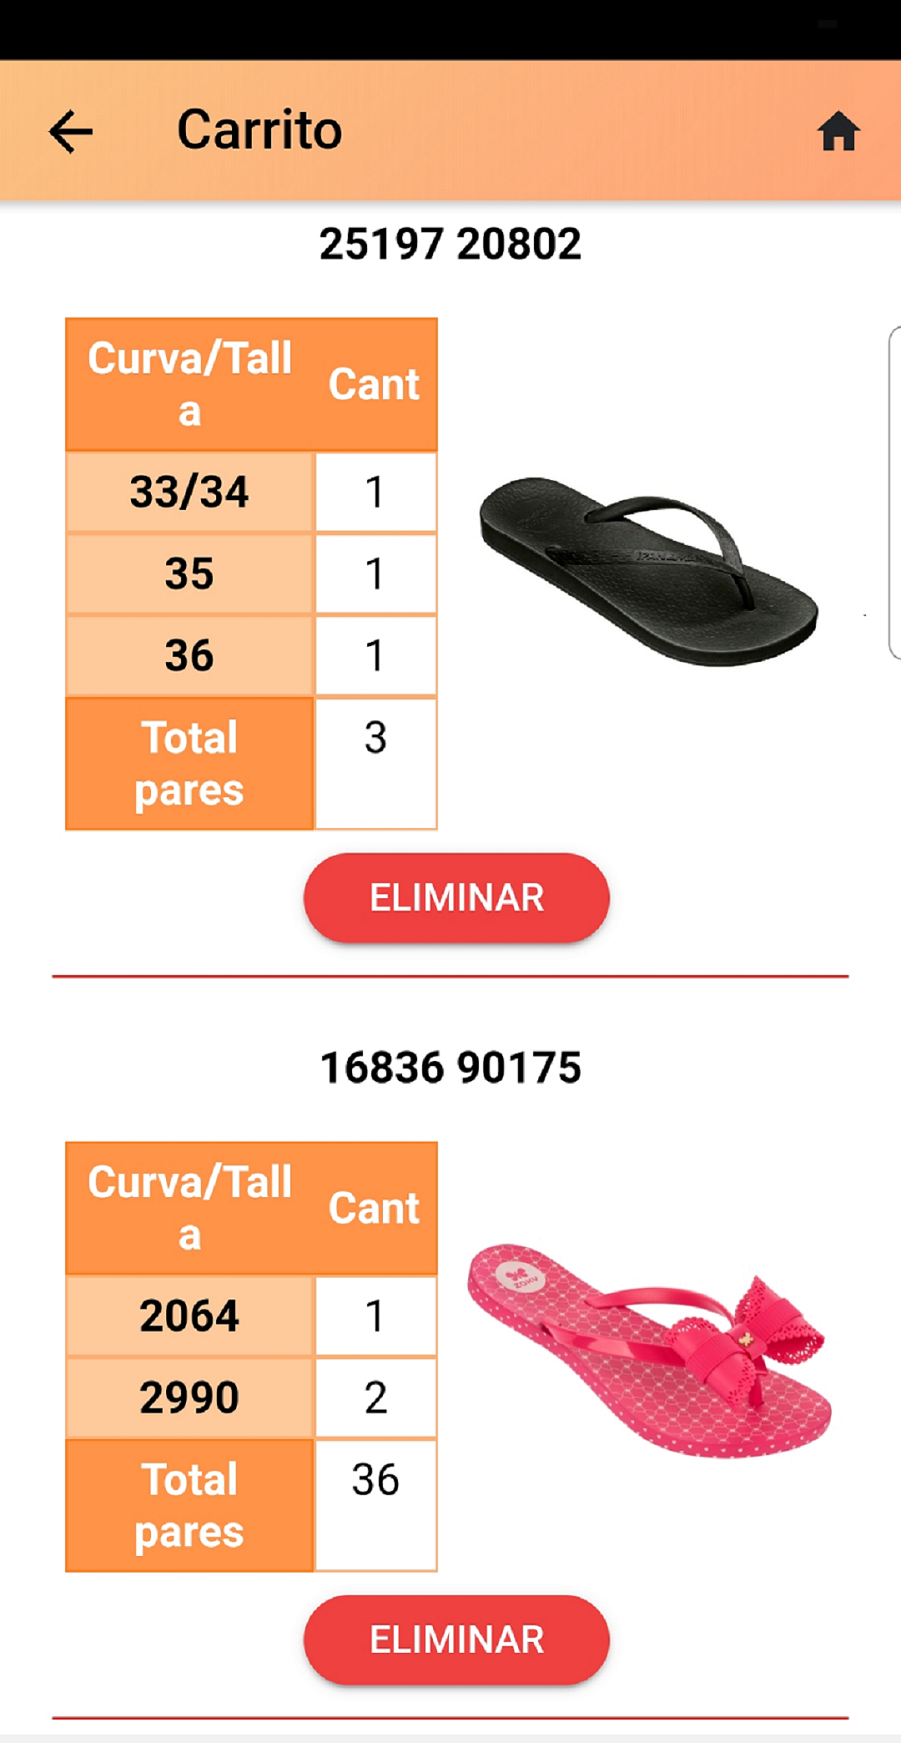 Carrito
25197 20802
Curva/Tall
a
Cant
33/34 1
35 1
36 1
Total
pares
3
ELIMINAR
16836 90175
Curva/Tall
a
Cant
2064 1
2990 2
Total
pares
36
ZAXY
ELIMINAR